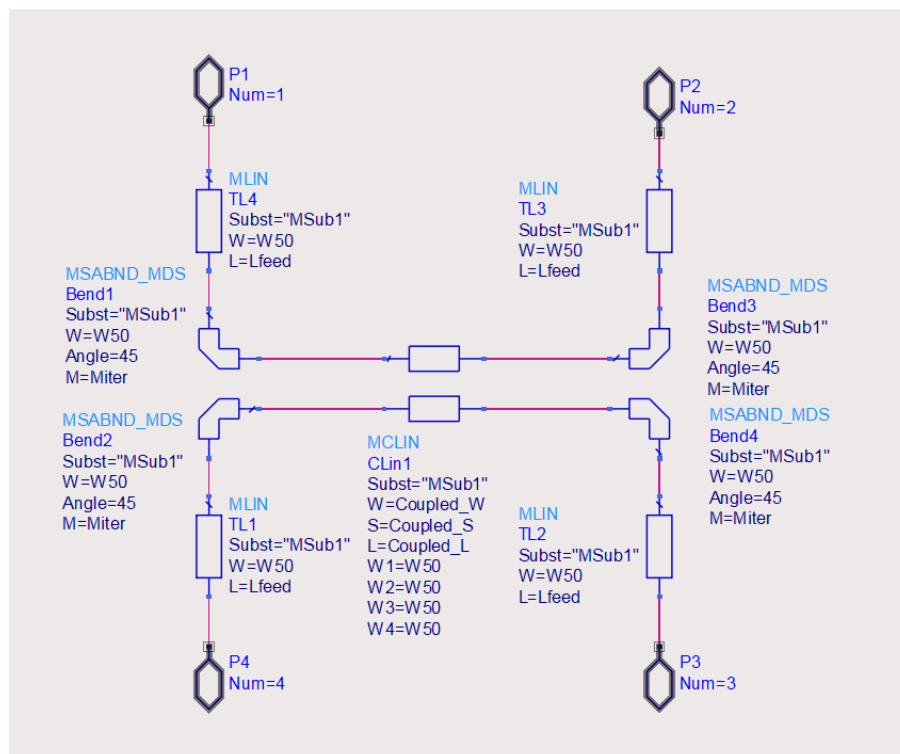 P1
Num=1
P2
Num=2
MLIN
TL4
Subst="MSub1"
W=W50
L=Lfeed
MLIN
TL3
Subst="MSub1"
W=W50
L=Lfeed
MSABND_MDS
Bend1
Subst="MSub1"
W=W50
Angle=45
M=Miter
MSABND_MDS
Bend3
Subst="MSub1"
W=W50
Angle=45
M=Miter
MSABND_MDS
Bend2
Subst="MSub1"
W=W50
Angle=45
M=Miter
MCLIN
CLin1
Subst="MSub1"
W=Coupled_W
S=Coupled_S
L=Coupled_L
W1=W50
W2=W50
W3=W50
W4=W50
MSABND_MDS
Bend4
Subst="MSub1"
W=W50
Angle=45
M=Miter
MLIN
TL1
Subst="MSub1"
W=W50
L=Lfeed
MLIN
TL2
Subst="MSub1"
W=W50
L=Lfeed
P4
Num=4
P3
Num=3